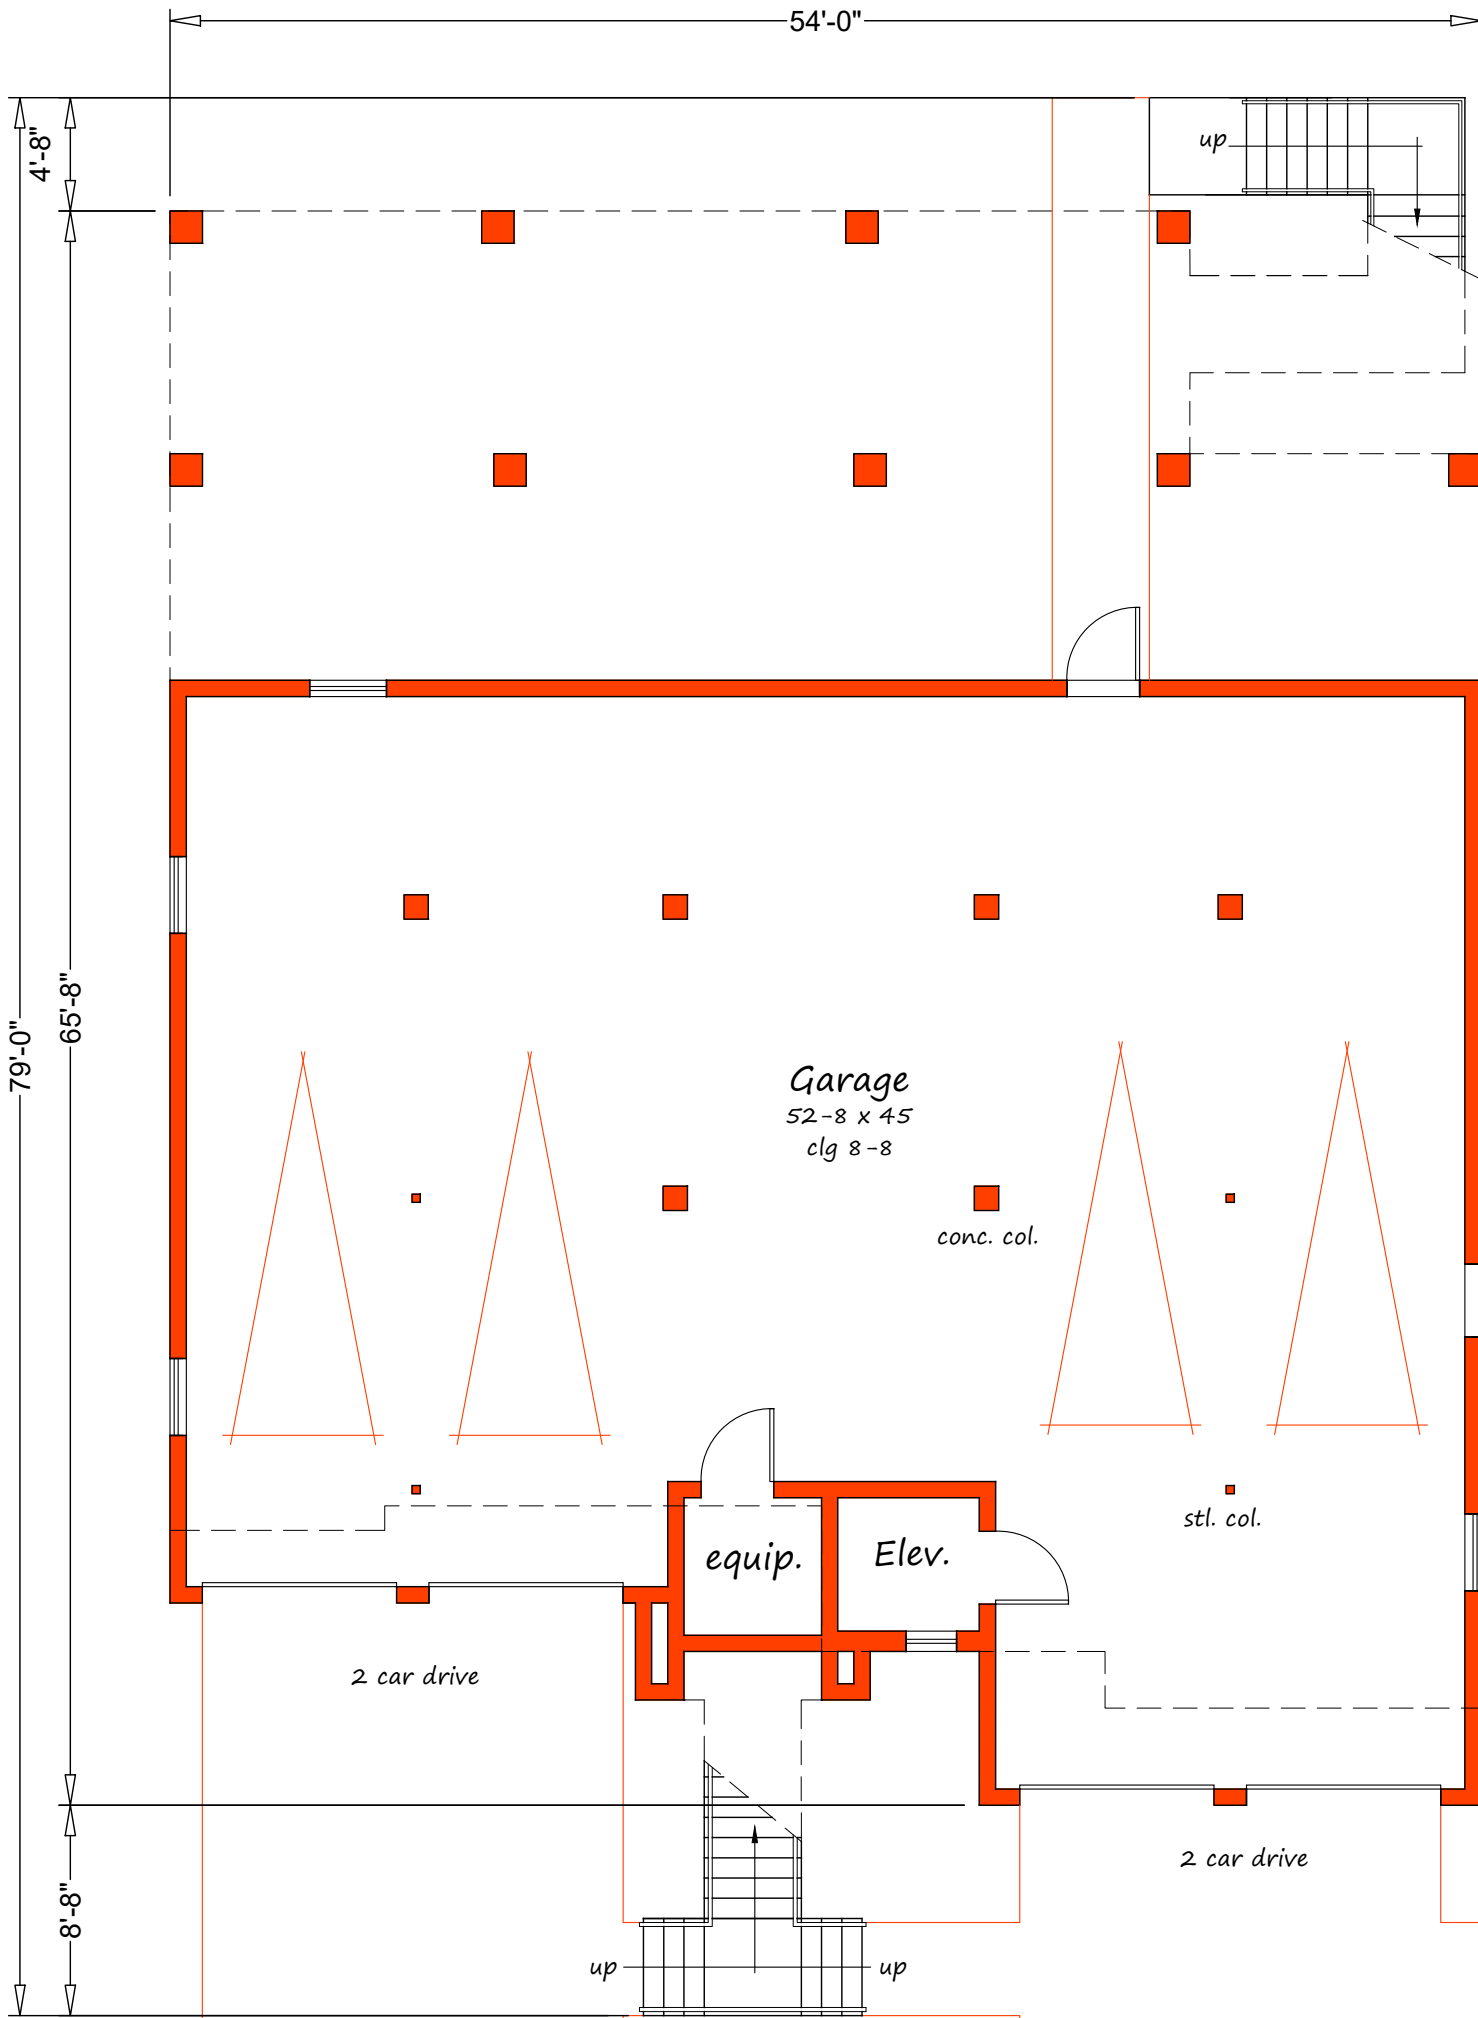 54'-0"
4'-8"
up
65'-8"
79'-0"
Garage
52-8 x 45
clg 8-8
conc. col.
stl. col.
equip.
Elev.
2 car drive
2 car drive
8'-8"
up
up